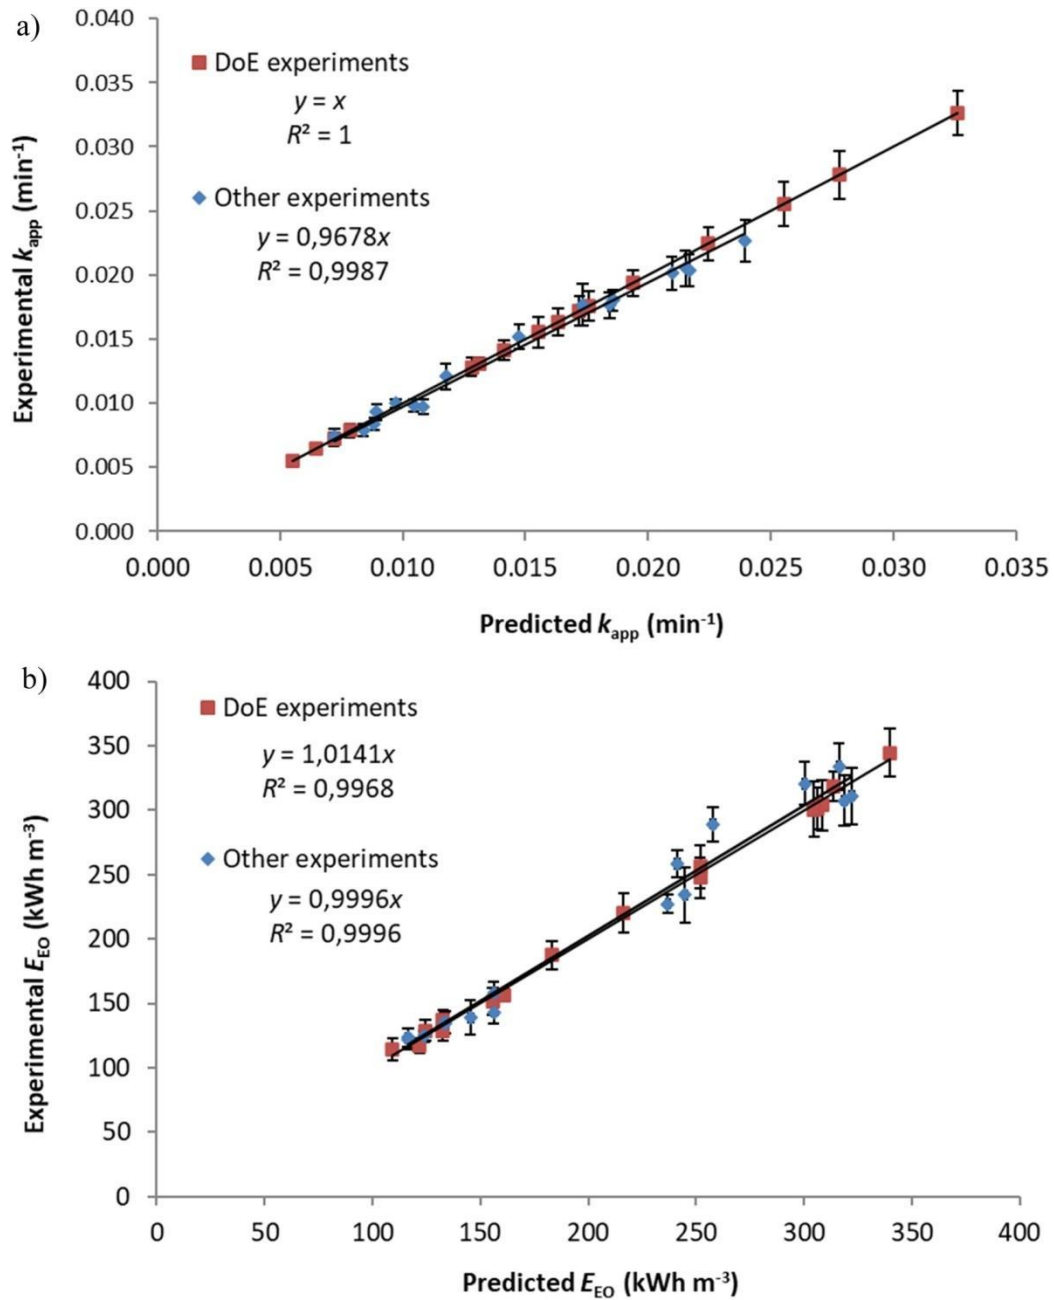 a)
0.040
0.035
0.030
0.025
0.020
0.015
0.010
0.005
0.000
Experimental kapp (min-1)
DoE experiments
y = x
R² = 1
Other experiments
y = 0,9678x
R² = 0,9987
0.000 0.005 0.010 0.015 0.020 0.025 0.030 0.035
Predicted kapp (min-1)
b)
400
350
300
250
200
150
100
50
0
Experimental EEO (kWh m-3)
DoE experiments
y = 1,0141x
R² = 0,9968
Other experiments
y = 0,9996x
R² = 0,9996
0 50 100 150 200 250 300 350 400
Predicted EEO (kWh m-3)